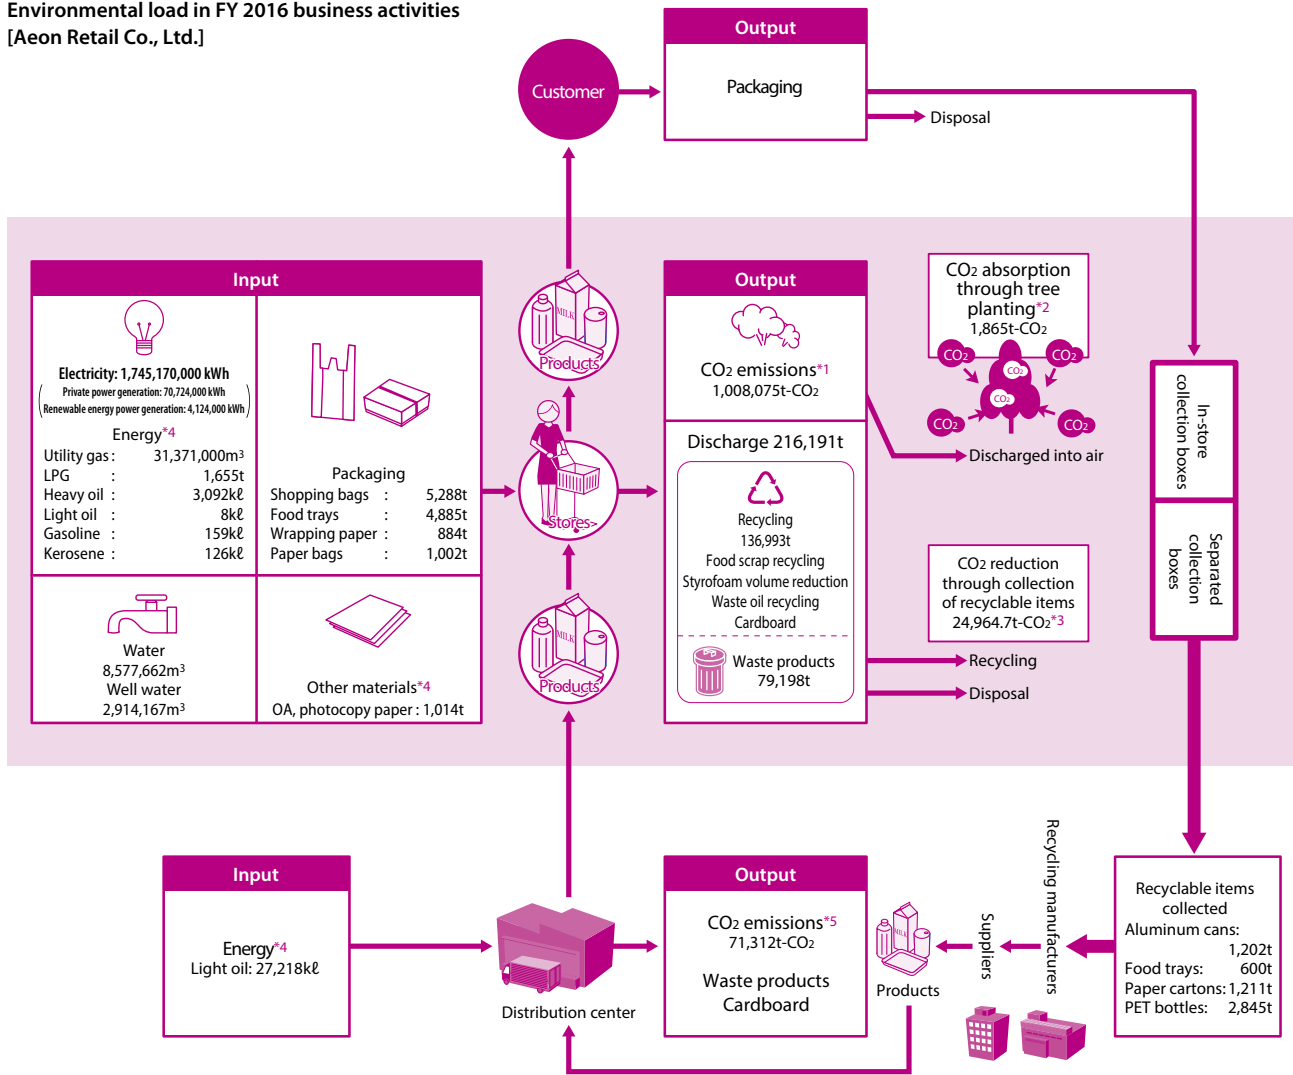 Environmental load in FY 2016 business activities
[Aeon Retail Co., Ltd.]
Customer
Output
Packaging
Disposal
Input
Electricity: 1,745,170,000 kWh
(Private power generation: 70,724,000 kWh
Renewable energy power generation: 4,124,000 kWh)
Energy*4
Utility gas: 31,371,000m³
LPG : 1,655t
Heavy oil : 3,092kℓ
Light oil : 8kℓ
Gasoline : 159kℓ
Kerosene : 126kℓ
Packaging
Shopping bags : 5,288t
Food trays : 4,885t
Wrapping paper : 884t
Paper bags : 1,002t
Water
8,577,662m³
Well water
2,914,167m³
Other materials*4
OA, photocopy paper : 1,014t
MILK
Products
Stores
MILK
Products
Output
CO2 emissions*1
1,008,075t-CO2
Discharge 216,191t
Recycling
136,993t
Food scrap recycling
Styrofoam volume reduction
Waste oil recycling
Cardboard
Waste products
79,198t
CO2 absorption
through tree
planting*2
1,865t-CO2
CO2
CO2
CO2
CO2
CO2
CO2
Discharged into air
CO2 reduction
through collection
of recyclable items
24,964.7t-CO2*3
Recycling
Disposal
In-store
collection boxes
Separated
collection
boxes
Input
Energy*4
Light oil: 27,218kℓ
Distribution center
Output
CO2 emissions*5
71,312t-CO2
Waste products
Cardboard
MILK
Products
Suppliers
Recycling manufacturers
Recyclable items
collected
Aluminum cans:
1,202t
Food trays: 600t
Paper cartons: 1,211t
PET bottles: 2,845t